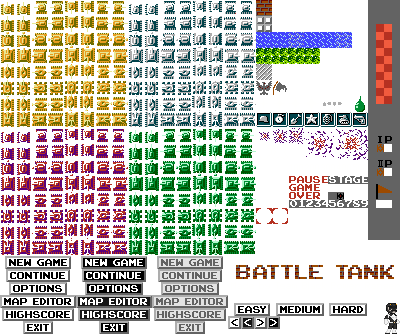 IP
IP
PAUSE STAGE
GAME
OVER
0123456789
NEW GAME NEW GAME NEW GAME
CONTINUE CONTINUE CONTINUE
OPTIONS OPTIONS OPTIONS
MAP EDITOR MAP EDITOR MAP EDITOR
HIGHSCORE HIGHSCORE HIGHSCORE
EXIT EXIT EXIT
BATTLE TANK
EASY MEDIUM HARD
< < > >